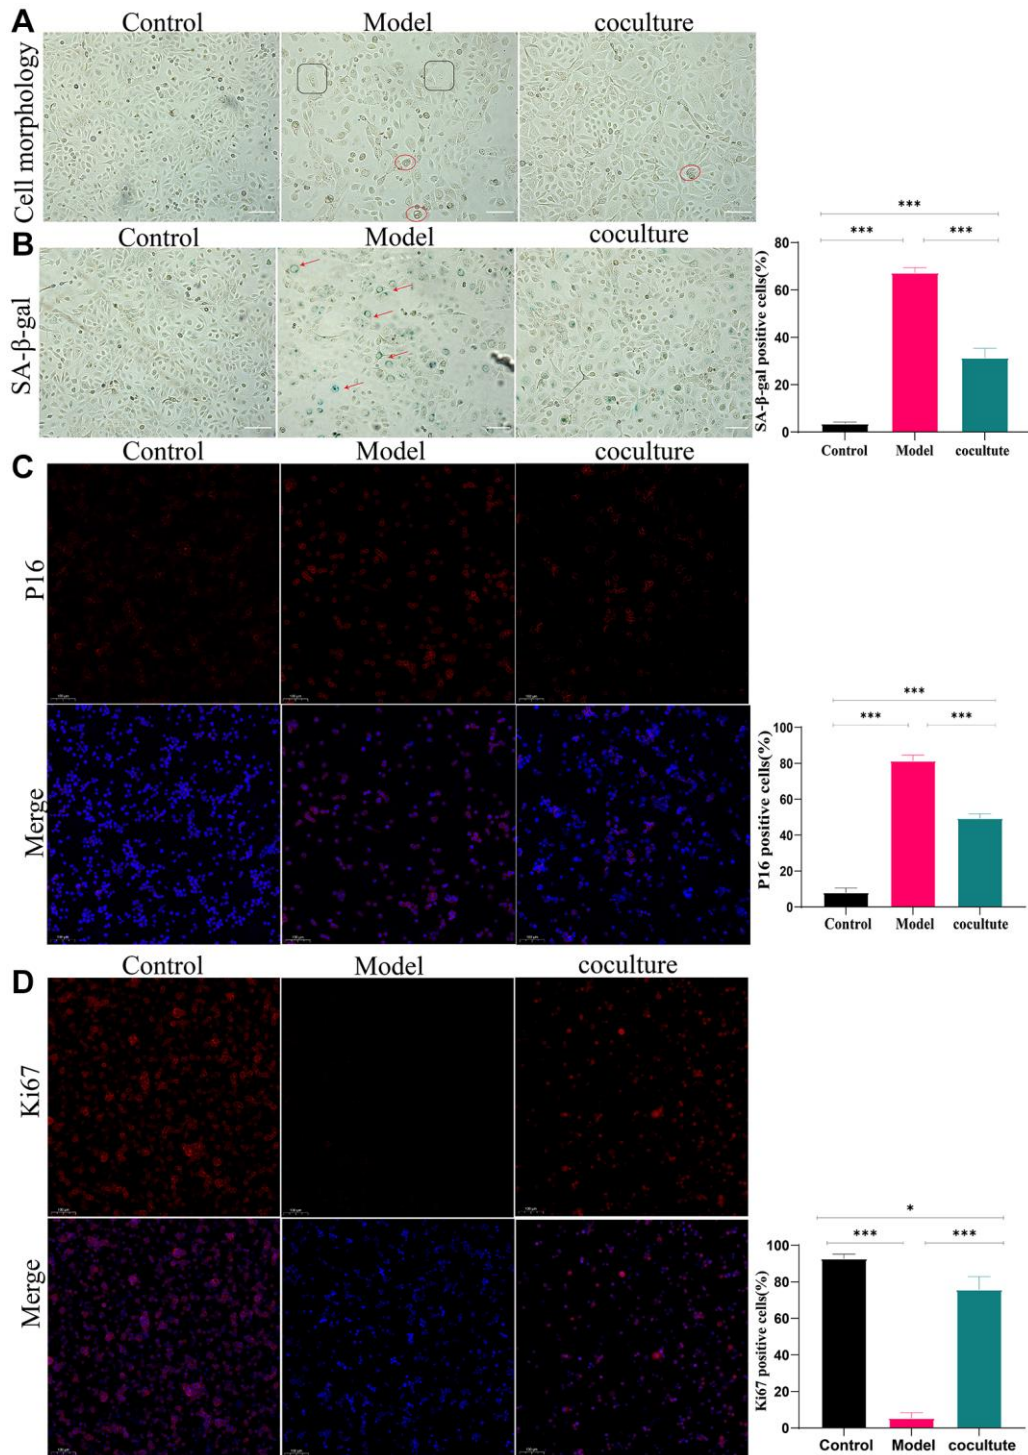 A
Control
Model
coculture
Cell morphology
B
Control
Model
coculture
SA-β-gal
SA-β-gal positive cells(%)
80
60
40
20
0
***
***
***
Control
Model
cocultute
C
Control
Model
coculture
P16
Merge
P16 positive cells(%)
100
80
60
40
20
0
***
***
***
Control
Model
cocultute
D
Control
Model
coculture
Ki67
Merge
Ki67 positive cells(%)
100
80
60
40
20
0
*
***
***
Control
Model
cocultute